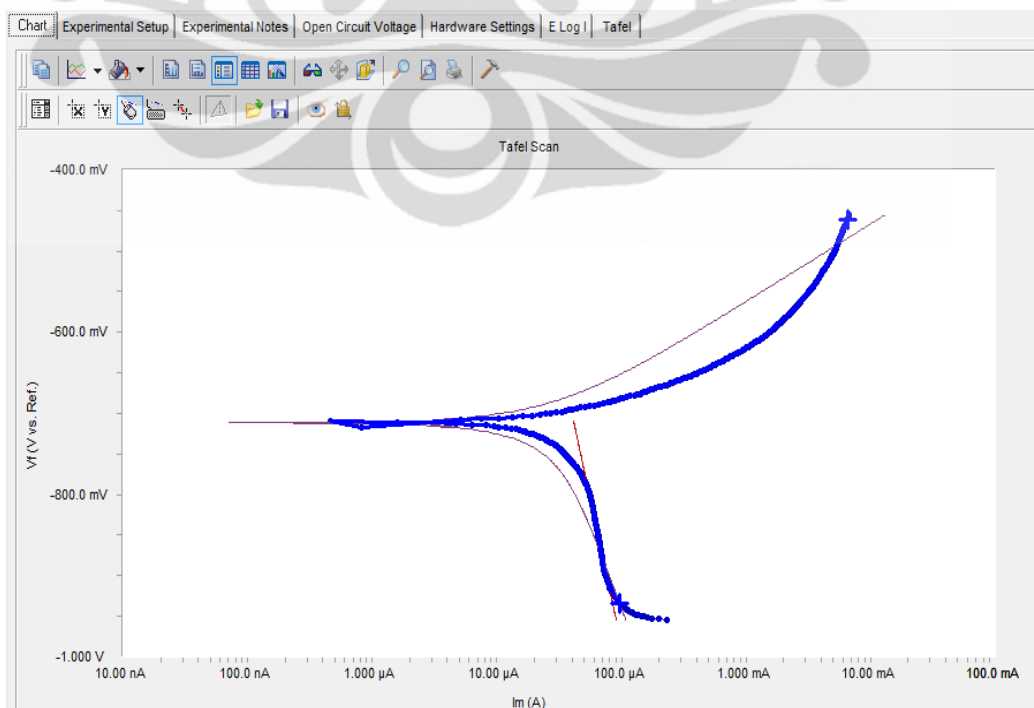 Chart Experimental Setup Experimental Notes Open Circuit Voltage Hardware Settings E Log I Tafel
Tafel Scan
-400.0 mV
-600.0 mV
Vf (V vs. Ref.)
-800.0 mV
-1.000 V
10.00 nA 100.0 nA 1.000 µA 10.00 µA 100.0 µA 1.000 mA 10.00 mA 100.0 mA
Im (A)